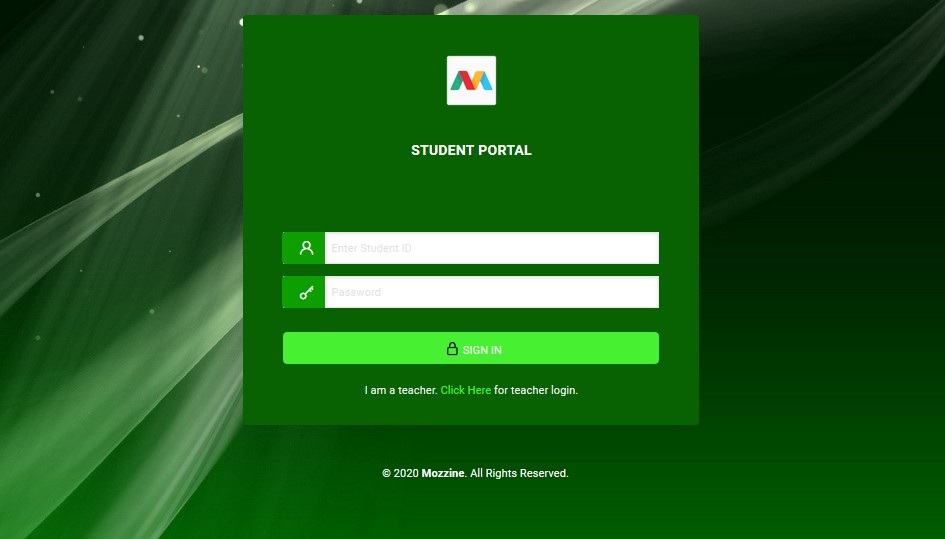 STUDENT PORTAL
Enter Student ID
Password
SIGN IN
I am a teacher. Click Here for teacher login.
© 2020 Mozzine. All Rights Reserved.